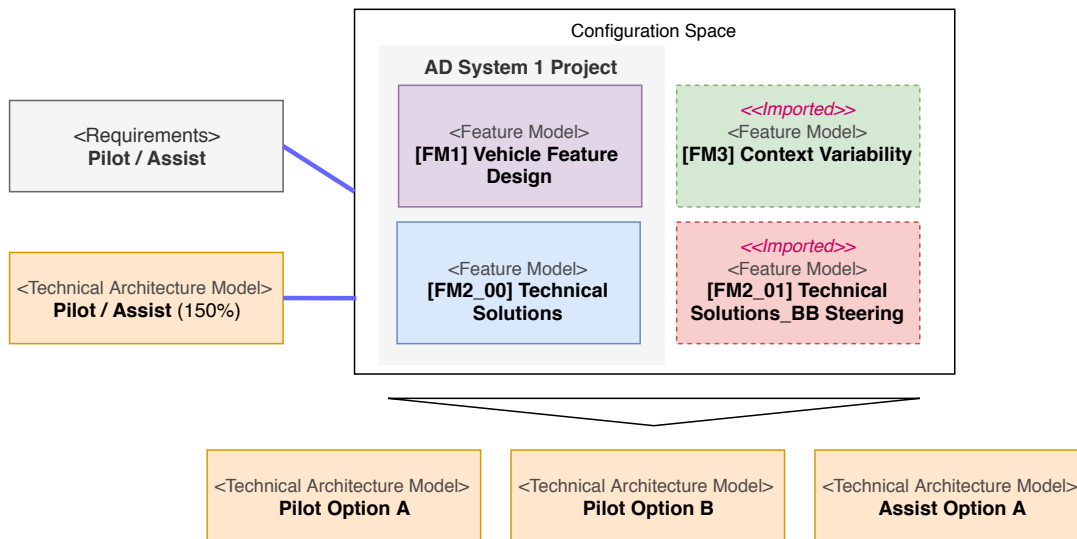 Configuration Space
AD System 1 Project
<Requirements>
Pilot / Assist
<Feature Model>
[FM1] Vehicle Feature
Design
<<Imported>>
<Feature Model>
[FM3] Context Variability
<Technical Architecture Model>
Pilot / Assist (150%)
<Feature Model>
[FM2_00] Technical
Solutions
<<Imported>>
<Feature Model>
[FM2_01] Technical
Solutions_BB Steering
<Technical Architecture Model>
Pilot Option A
<Technical Architecture Model>
Pilot Option B
<Technical Architecture Model>
Assist Option A